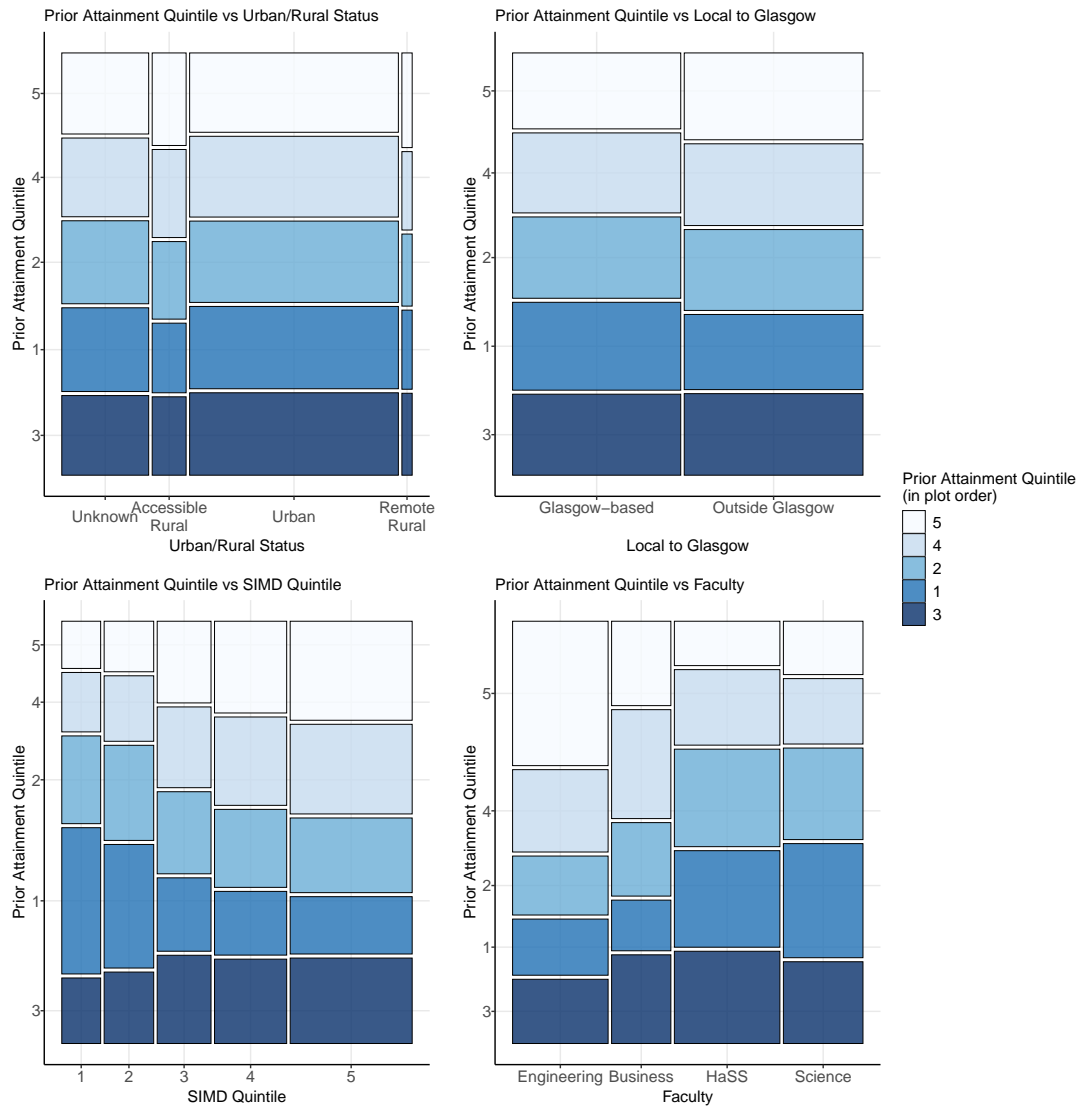 Prior Attainment Quintile vs Urban/Rural Status
Prior Attainment Quintile
5
4
2
1
3
Unknown
Accessible
Rural
Urban
Remote
Rural
Urban/Rural Status
Prior Attainment Quintile vs Local to Glasgow
Prior Attainment Quintile
5
4
2
1
3
Glasgow−based
Outside Glasgow
Local to Glasgow
Prior Attainment Quintile
(in plot order)
5
4
2
1
3
Prior Attainment Quintile vs SIMD Quintile
Prior Attainment Quintile
5
4
2
1
3
1 2 3 4 5
SIMD Quintile
Prior Attainment Quintile vs Faculty
Prior Attainment Quintile
5
4
2
1
3
Engineering Business HaSS Science
Faculty